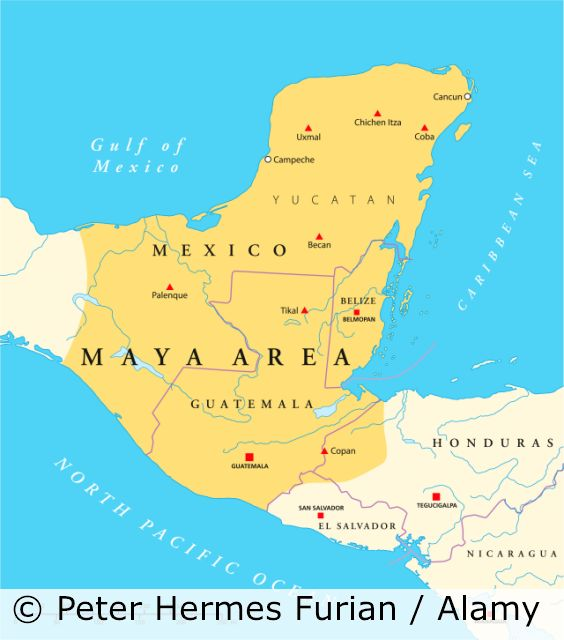 Cancun
Chichen Itza
Uxmal
Coba
Gulf of
Mexico
Campeche
CARIBBEAN SEA
YUCATAN
Becan
MEXICO
Palenque
Tikal
BELIZE
BELMOPAN
MAYA AREA
GUATEMALA
HONDURAS
Copan
GUATEMALA
NORTH PACIFIC OCE
SAN SALVADOR
TEGUCIGALPA
EL SALVADOR
NICARAGUA
© Peter Hermes Furian / Alamy